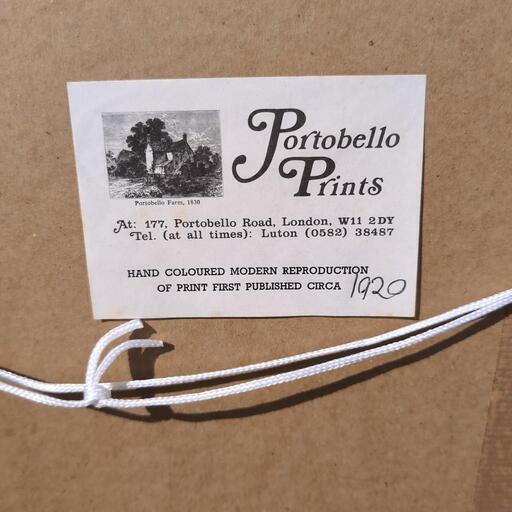 Portobello
Prints
Portobello Farm, 1830
At: 177, Portobello Road, London, W11 2DY
Tel. (at all times): Luton (0582) 38487
HAND COLOURED MODERN REPRODUCTION
OF PRINT FIRST PUBLISHED CIRCA 1920